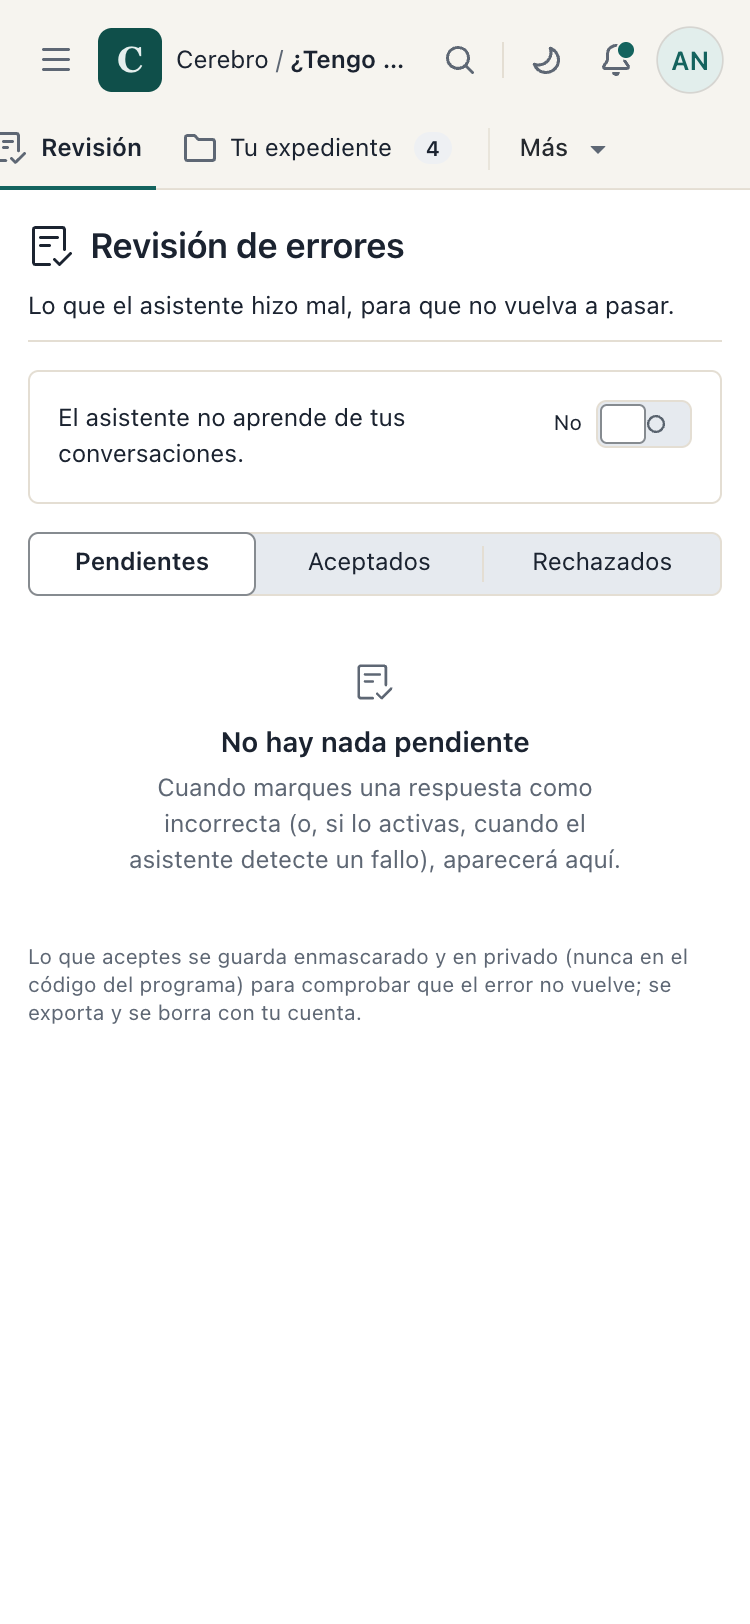 C Cerebro / ¿Tengo ... AN
Revisión Tu expediente 4 Más
Revisión de errores
Lo que el asistente hizo mal, para que no vuelva a pasar.
El asistente no aprende de tus
conversaciones.
No
Pendientes Aceptados Rechazados
No hay nada pendiente
Cuando marques una respuesta como
incorrecta (o, si lo activas, cuando el
asistente detecte un fallo), aparecerá aquí.
Lo que aceptes se guarda enmascarado y en privado (nunca en el
código del programa) para comprobar que el error no vuelve; se
exporta y se borra con tu cuenta.